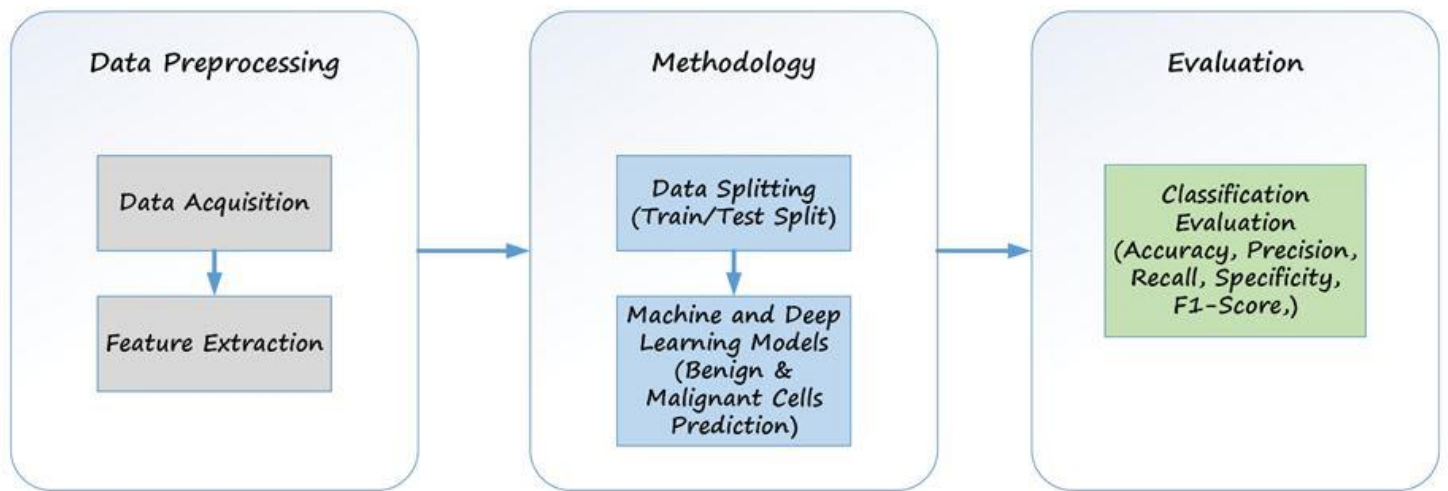 Data Preprocessing
Data Acquisition
Feature Extraction
Methodology
Data Splitting
(Train/Test Split)
Machine and Deep
Learning Models
(Benign &
Malignant Cells
Prediction)
Evaluation
Classification
Evaluation
(Accuracy, Precision,
Recall, Specificity,
F1-Score,)